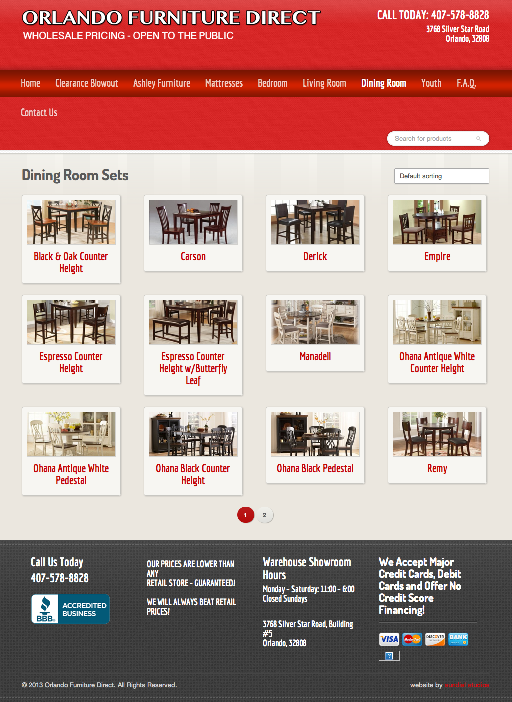 ORLANDO FURNITURE DIRECT
WHOLESALE PRICING - OPEN TO THE PUBLIC
CALL TODAY: 407-578-8828
3768 Silver Star Road
Orlando, 32808
Home Clearance Blowout Ashley Furniture Mattresses Bedroom Living Room Dining Room Youth F.A.Q.
Contact Us
Search for products
Dining Room Sets
Default sorting
Black & Oak Counter
Height
Carson
Derick
Empire
Espresso Counter
Height
Espresso Counter
Height w/Butterfly
Leaf
Manadell
Ohana Antique White
Counter Height
Ohana Antique White
Pedestal
Ohana Black Counter
Height
Ohana Black Pedestal
Remy
1 2
Call Us Today
407-578-8828
BBB.
ACCREDITED
BUSINESS
OUR PRICES ARE LOWER THAN
ANY
RETAIL STORE - GUARANTEED!
WE WILL ALWAYS BEAT RETAIL
PRICES!
Warehouse Showroom
Hours
Monday - Saturday: 11:00 - 6:00
Closed Sundays
3768 Silver Star Road, Building
#5
Orlando, 32808
We Accept Major
Credit Cards, Debit
Cards and Offer No
Credit Score
Financing!
VISA MasterCard DISCOVER BANK
© 2013 Orlando Furniture Direct. All Rights Reserved.
website by